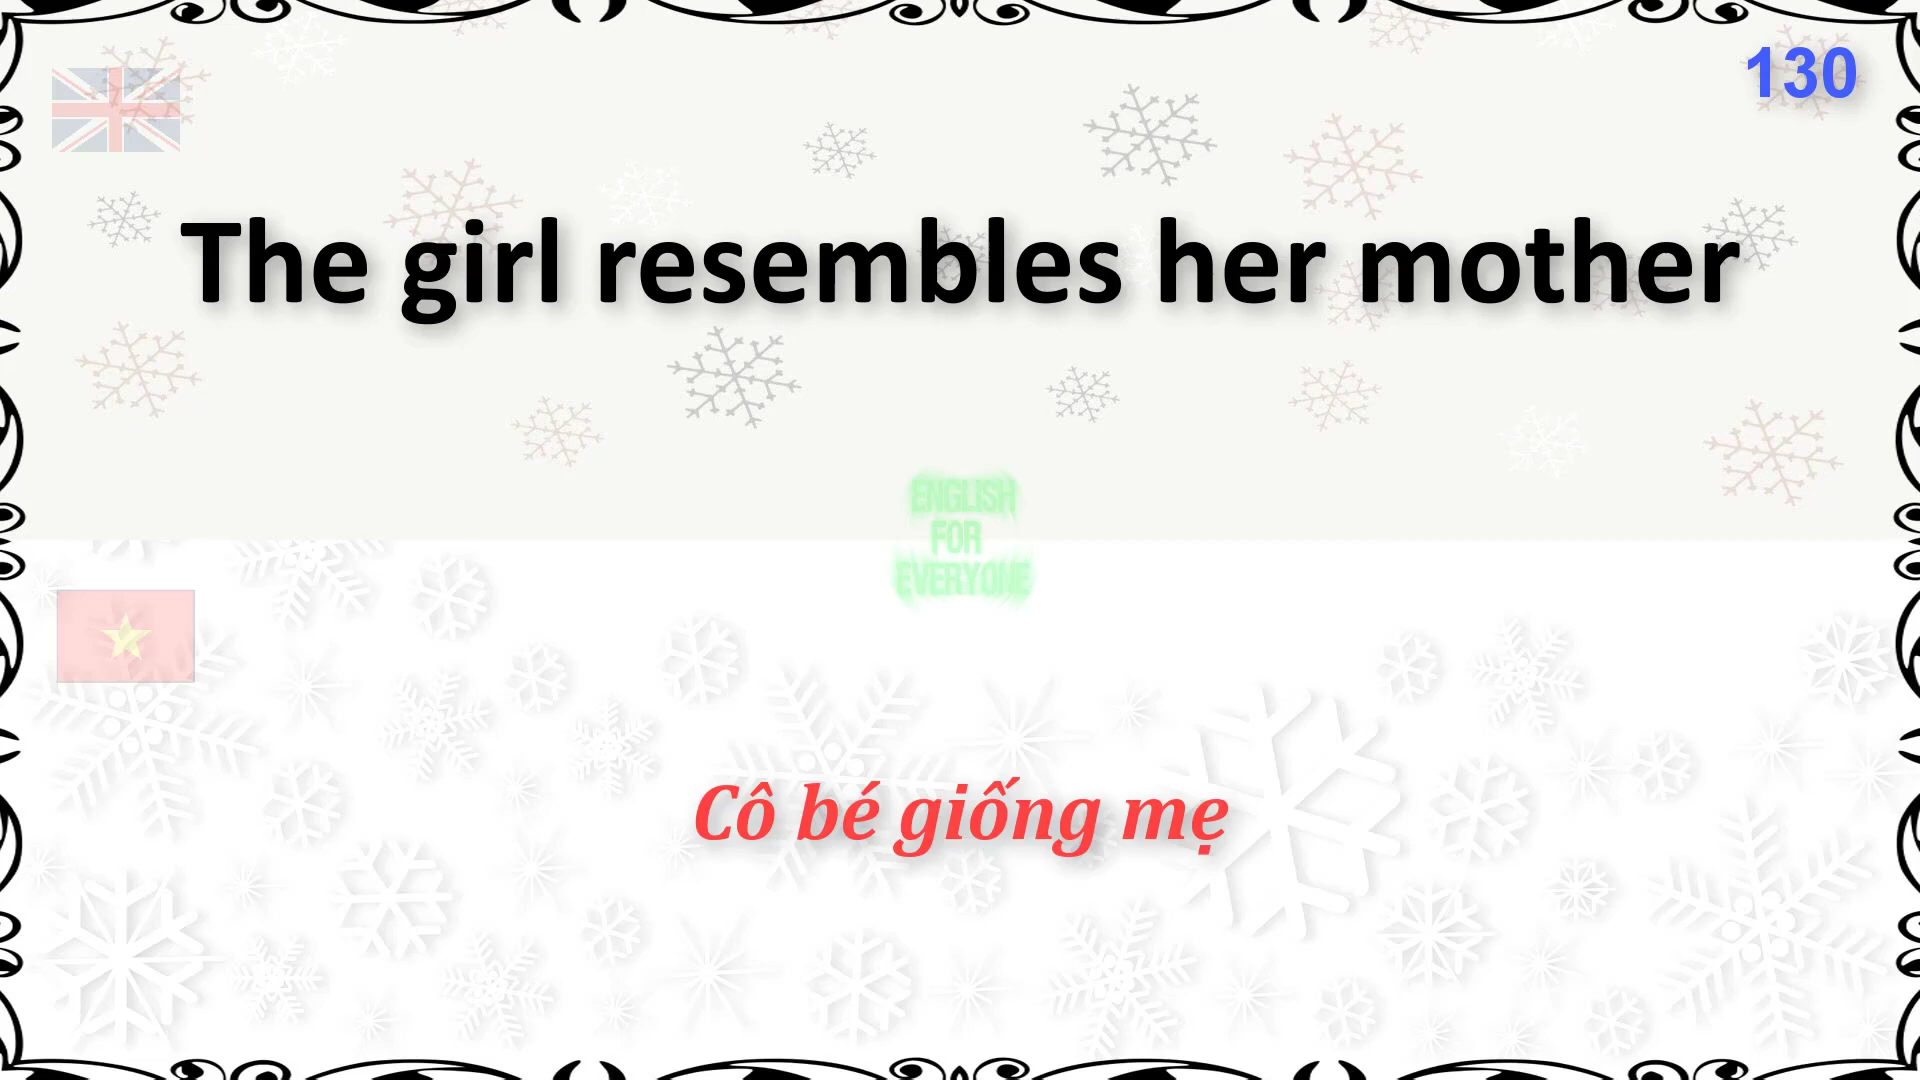 130
The girl resembles her mother
ENGLISH
FOR
EVERYONE
Cô bé giống mẹ